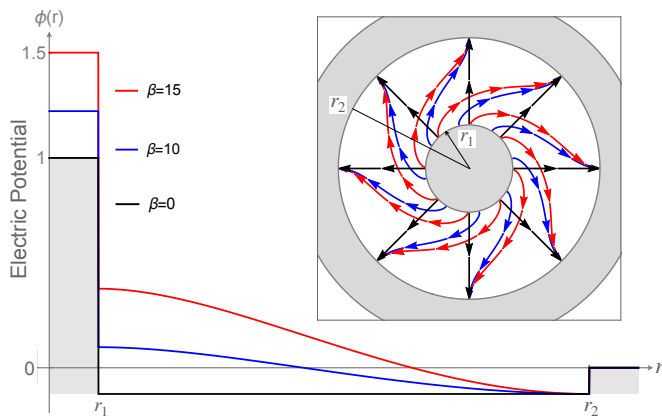 ϕ(r)
1.5
β=15
β=10
1
β=0
Electric Potential
0
r₁
r₂
r
r₂
r₁